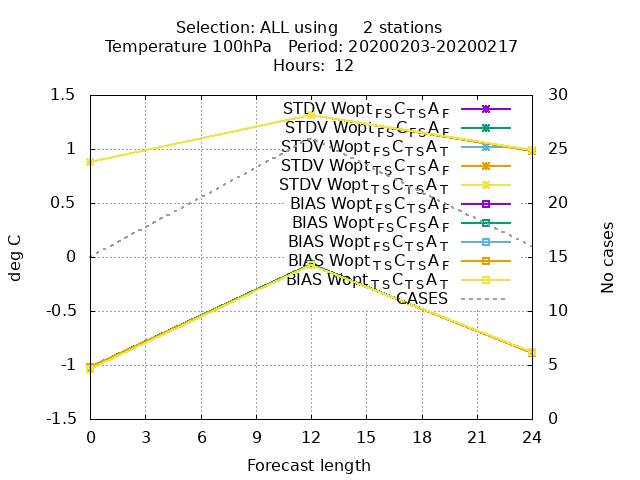 Selection: ALL using 2 stations
Temperature 100hPa Period: 20200203-20200217
Hours: 12
1.5
1
0.5
0
-0.5
-1
-1.5
deg C
30
25
20
15
10
5
0
No cases
STDV Wopt FS C TS A F
STDV Wopt FS C FS A F
STDV Wopt FS C TS A T
STDV Wopt TS C FS A F
STDV Wopt TS C TS A T
BIAS Wopt FS C TS A F
BIAS Wopt FS C FS A F
BIAS Wopt FS C TS A T
BIAS Wopt TS C FS A F
BIAS Wopt TS C TS A T
CASES
0 3 6 9 12 15 18 21 24
Forecast length